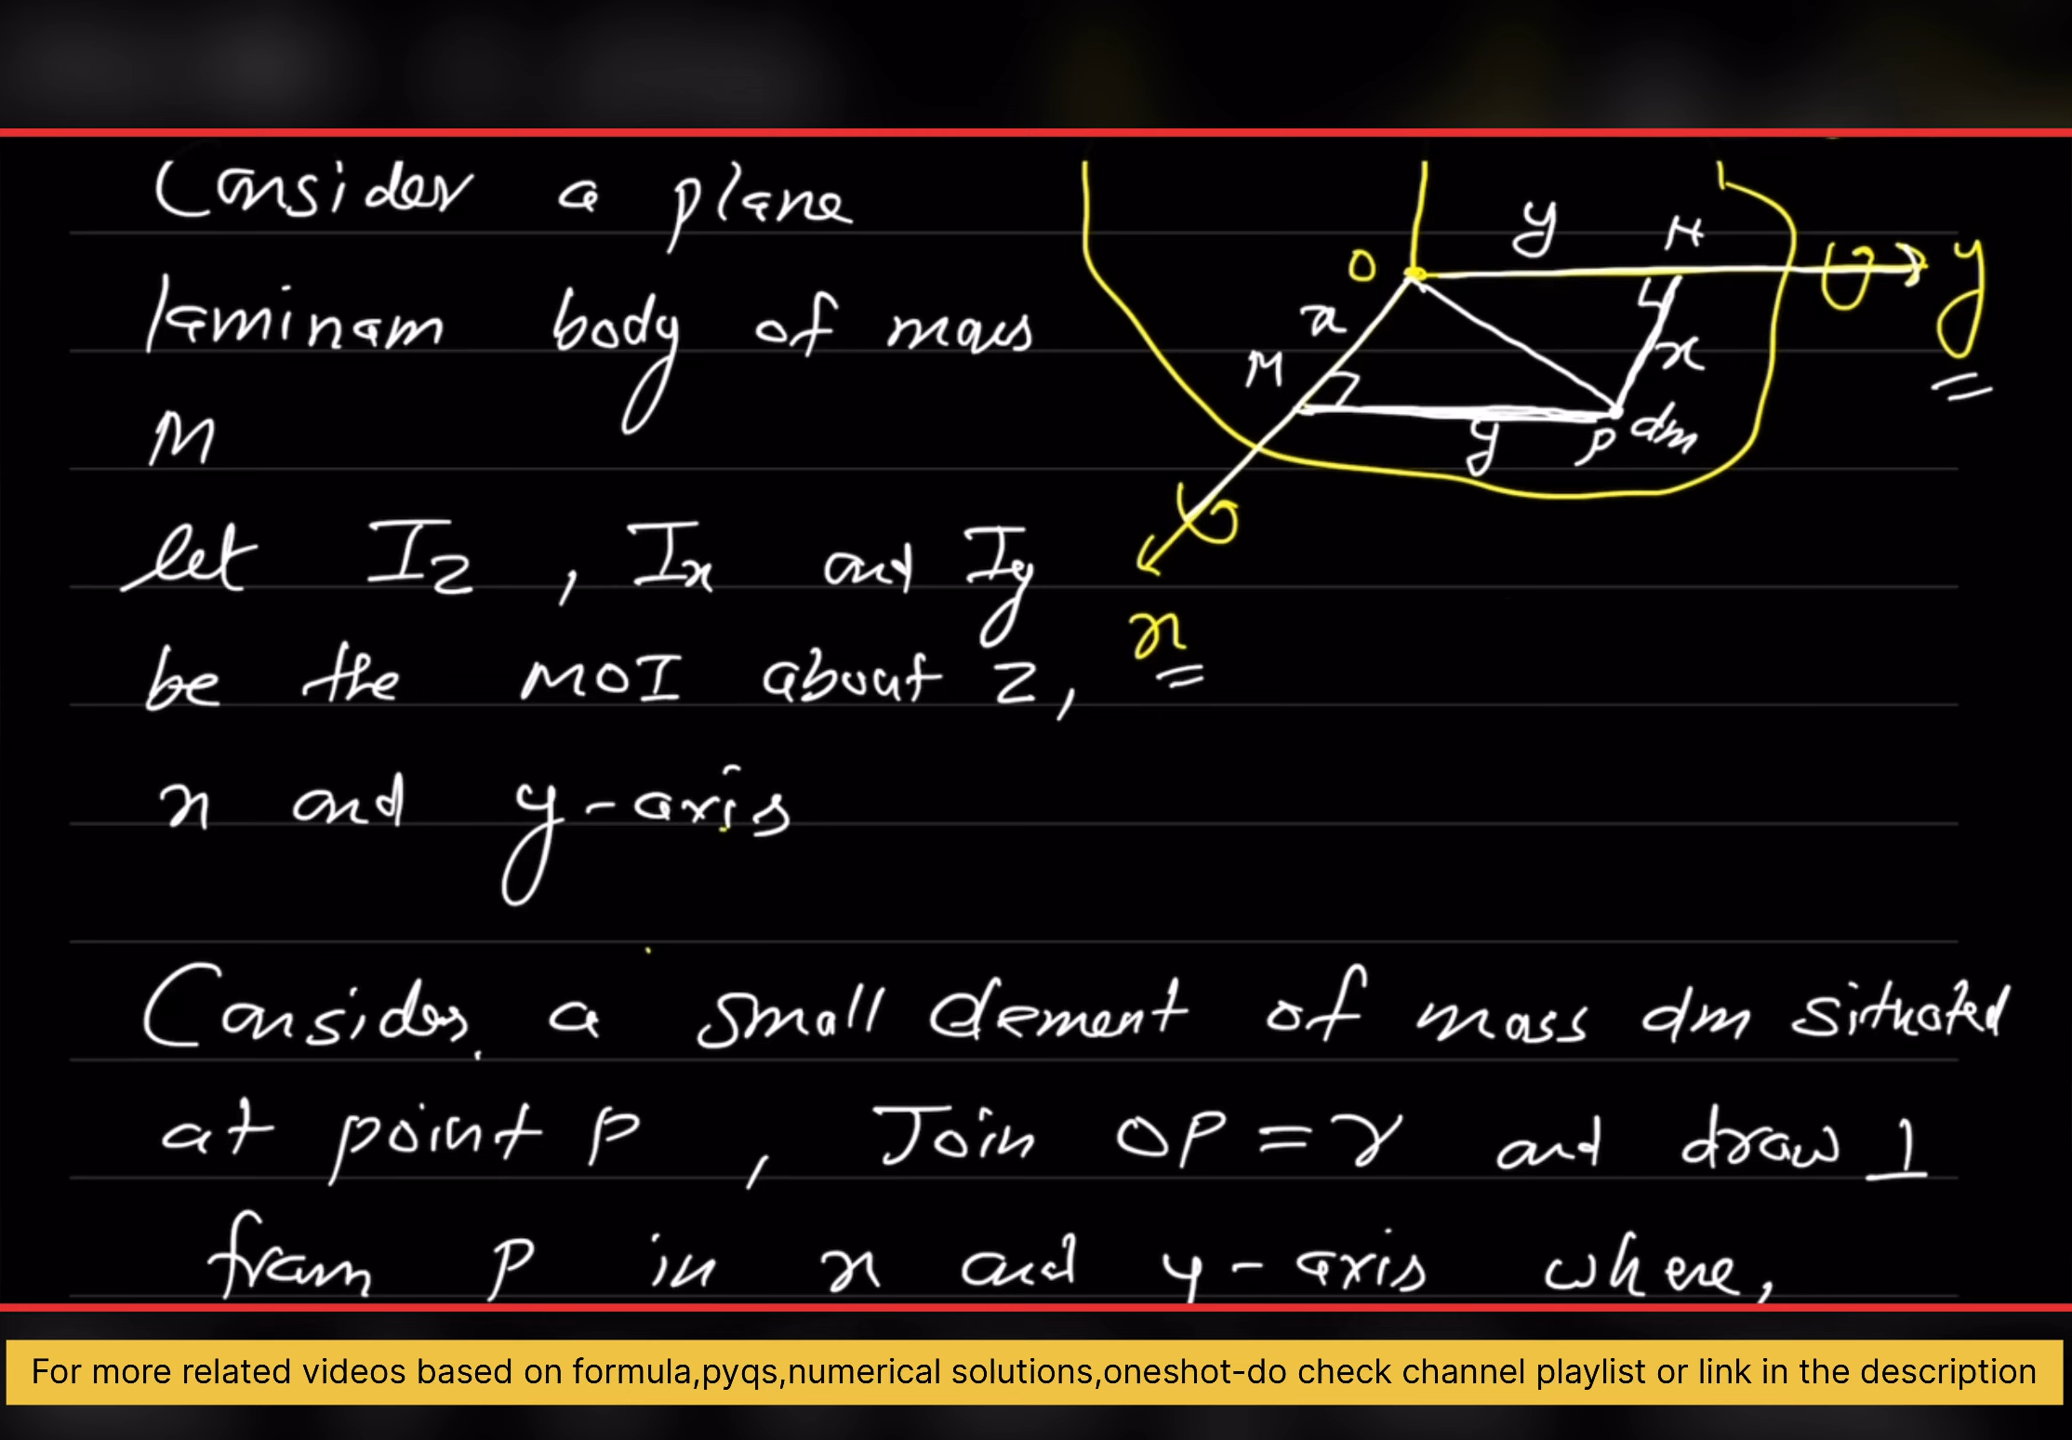 Consider a plane
laminam body of mass
M
let Iz , Ix and Iy
be the MOI about z,
x and y-axis
Consider a small element of mass dm situated
at point P , Join OP = r and draw ⊥
from P in x and y-axis where,
y
N
O
y
x
M
x
y
P
dm
x
For more related videos based on formula,pyqs,numerical solutions,oneshot-do check channel playlist or link in the description